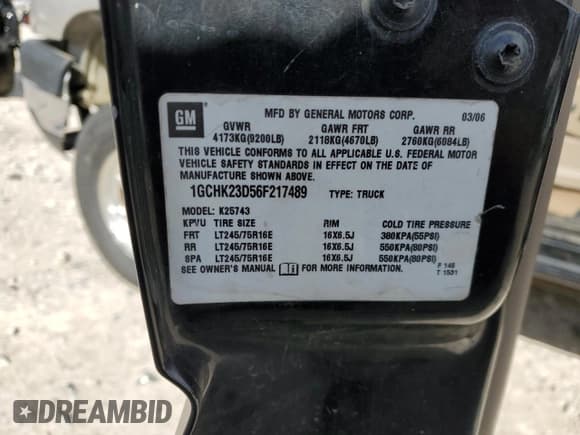 GM
MFD BY GENERAL MOTORS CORP. 03/06
GVWR GAWR FRT GAWR RR
4173KG(9200LB) 2118KG(4670LB) 2760KG(6084LB)
THIS VEHICLE CONFORMS TO ALL APPLICABLE U.S. FEDERAL MOTOR
VEHICLE SAFETY STANDARDS IN EFFECT ON THE DATE OF
MANUFACTURE SHOWN ABOVE.
1GCHK23D56F217489 TYPE: TRUCK
MODEL: K25743
KPVU TIRE SIZE RIM COLD TIRE PRESSURE
FRT LT245/75R16E 16X6.5J 380KPA(55PSI)
RR LT245/75R16E 16X6.5J 550KPA(80PSI)
SPA LT245/75R16E 16X6.5J 550KPA(80PSI)
SEE OWNER'S MANUAL FOR MORE INFORMATION.
F 148
T 1531
DREAMBID